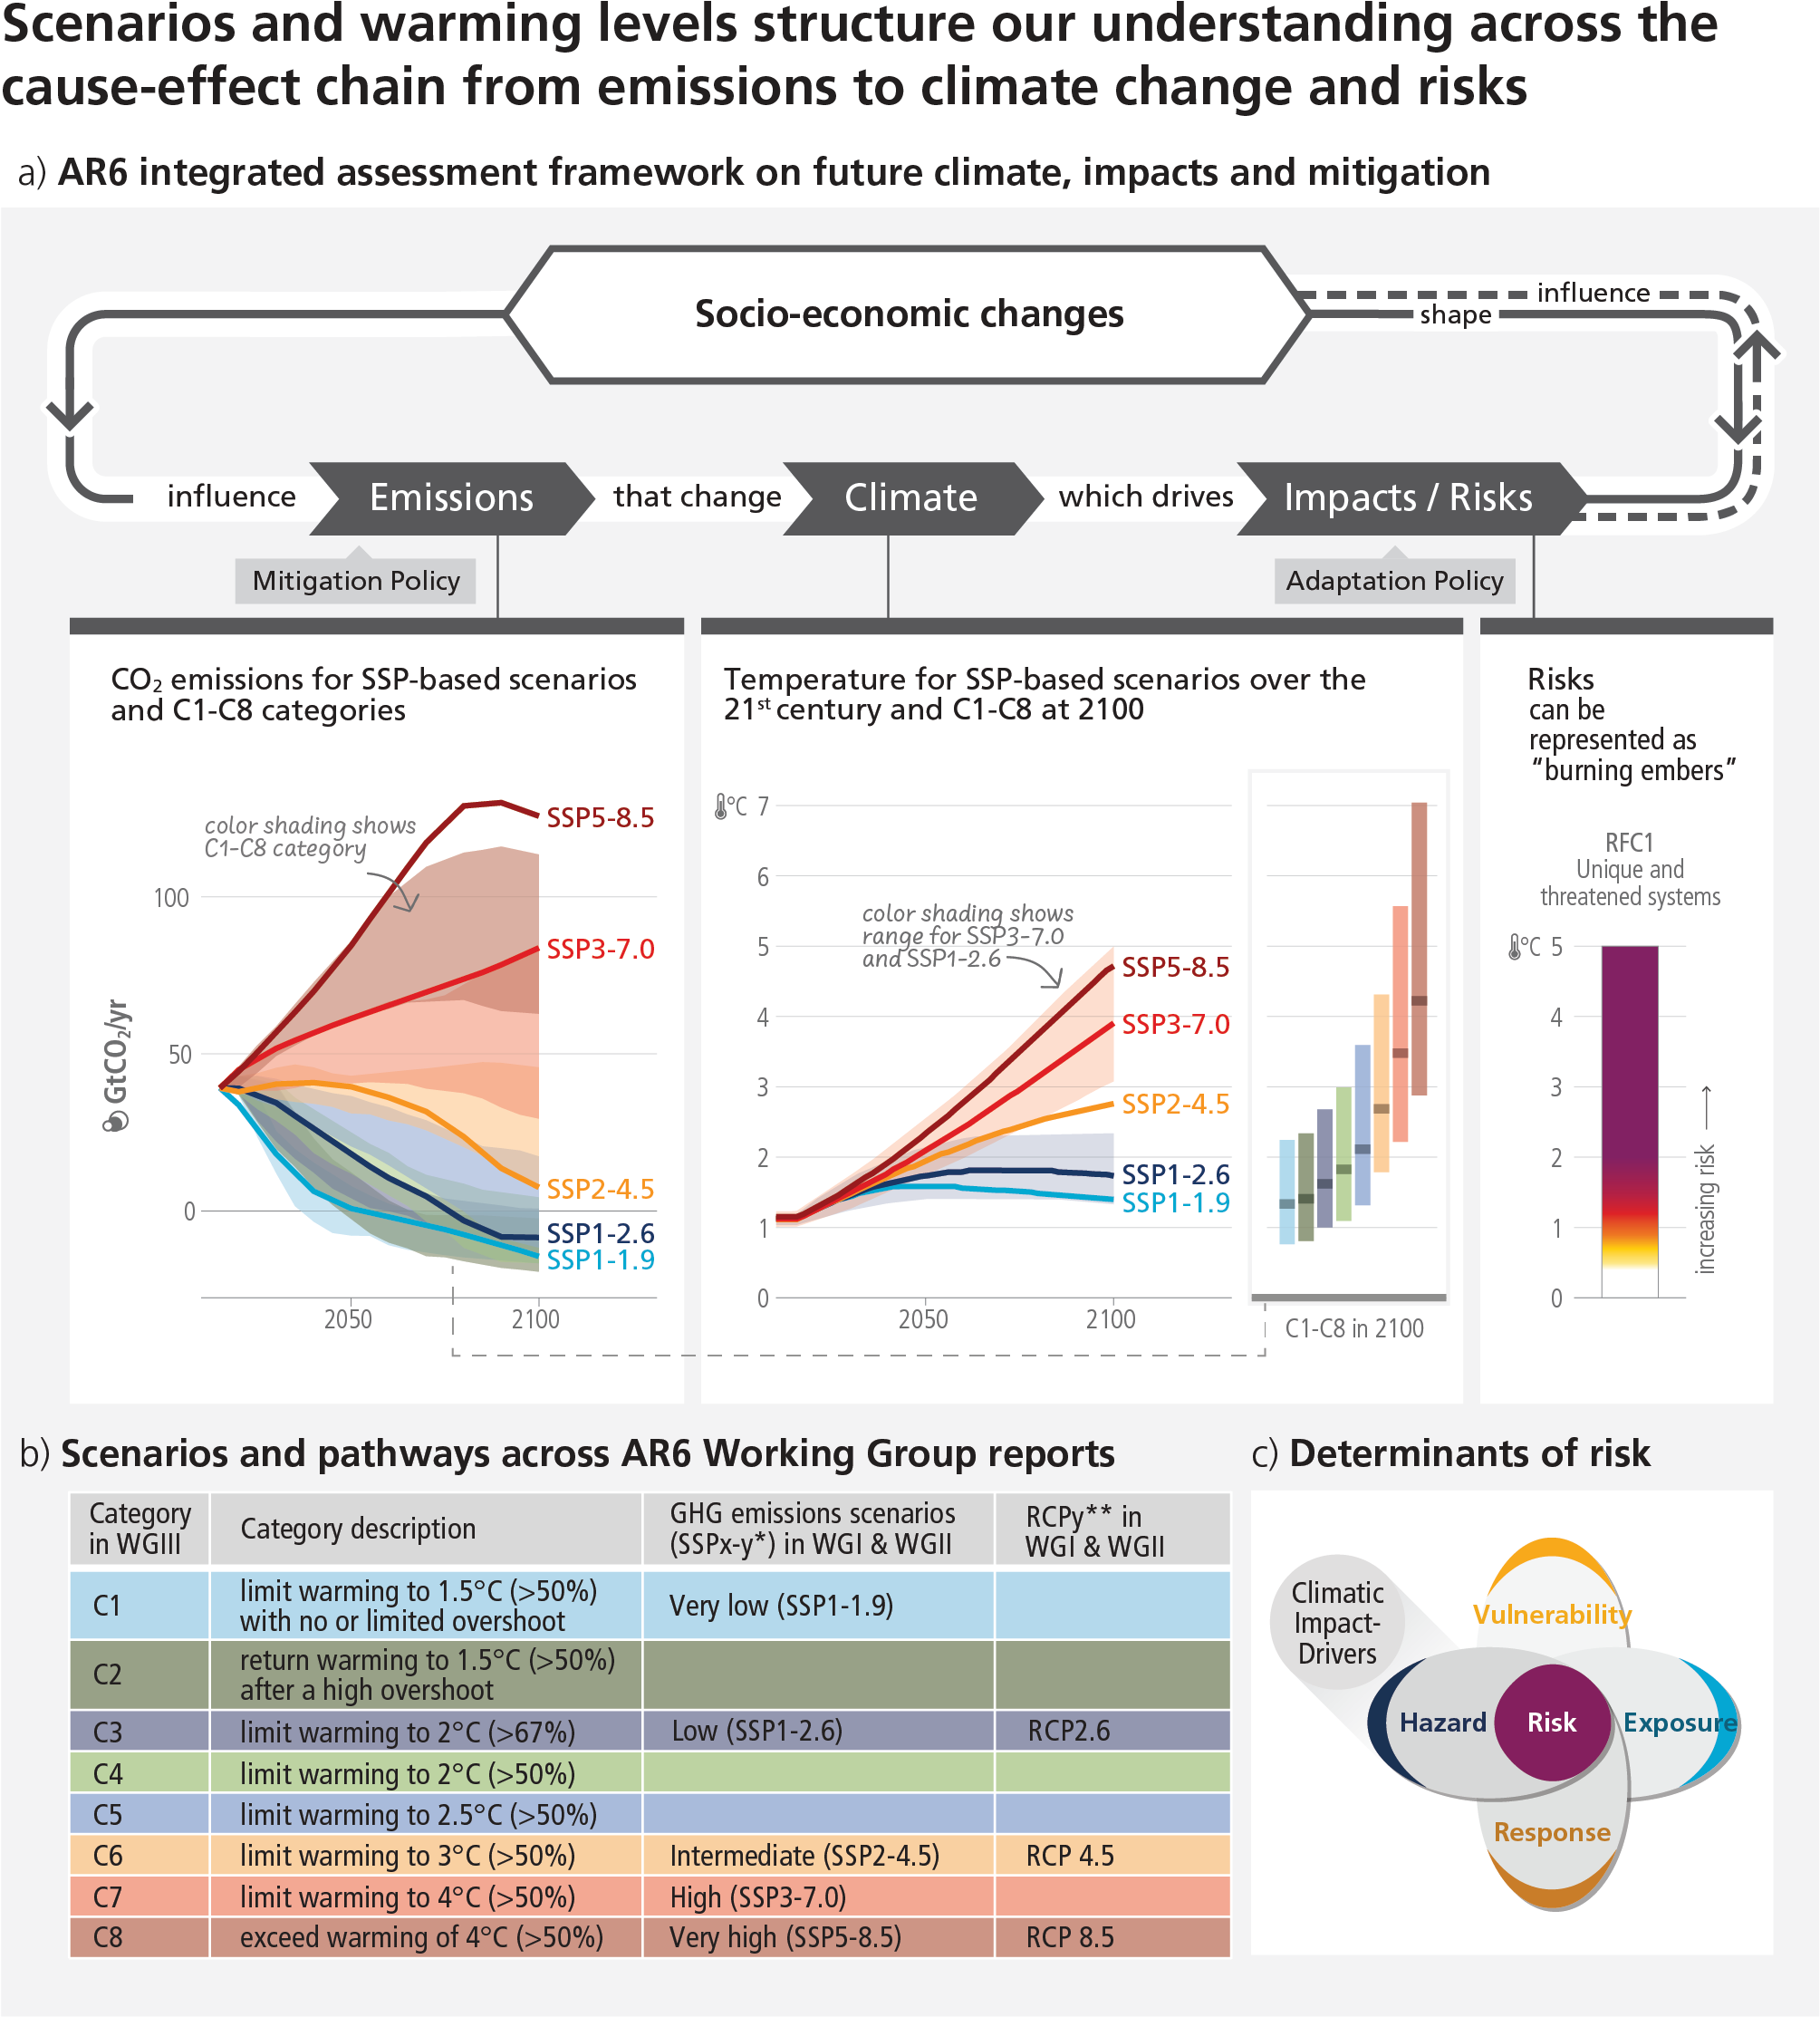 Scenarios and warming levels structure our understanding across the
cause-effect chain from emissions to climate change and risks
a) AR6 integrated assessment framework on future climate, impacts and mitigation
Socio-economic changes
influence
shape
influence
Emissions
that change
Climate
which drives
Impacts / Risks
Mitigation Policy
Adaptation Policy
CO₂ emissions for SSP-based scenarios
and C1-C8 categories
color shading shows
C1-C8 category
GtCO₂/yr
100
50
0
2050
2100
SSP5-8.5
SSP3-7.0
SSP2-4.5
SSP1-2.6
SSP1-1.9
Temperature for SSP-based scenarios over the
21st century and C1-C8 at 2100
°C 7
6
5
4
3
2
1
0
color shading shows
range for SSP3-7.0
and SSP1-2.6
SSP5-8.5
SSP3-7.0
SSP2-4.5
SSP1-2.6
SSP1-1.9
2050
2100
C1-C8 in 2100
Risks
can be
represented as
“burning embers”
RFC1
Unique and
threatened systems
°C 5
4
3
2
1
0
increasing risk
b) Scenarios and pathways across AR6 Working Group reports
Category
in WGIII
Category description
GHG emissions scenarios
(SSPx-y*) in WGI & WGII
RCPy** in
WGI & WGII
C1
limit warming to 1.5°C (>50%)
with no or limited overshoot
Very low (SSP1-1.9)
C2
return warming to 1.5°C (>50%)
after a high overshoot
C3
limit warming to 2°C (>67%)
Low (SSP1-2.6)
RCP2.6
C4
limit warming to 2°C (>50%)
C5
limit warming to 2.5°C (>50%)
C6
limit warming to 3°C (>50%)
Intermediate (SSP2-4.5)
RCP 4.5
C7
limit warming to 4°C (>50%)
High (SSP3-7.0)
C8
exceed warming of 4°C (>50%)
Very high (SSP5-8.5)
RCP 8.5
c) Determinants of risk
Climatic
Impact-
Drivers
Vulnerability
Hazard
Risk
Exposure
Response